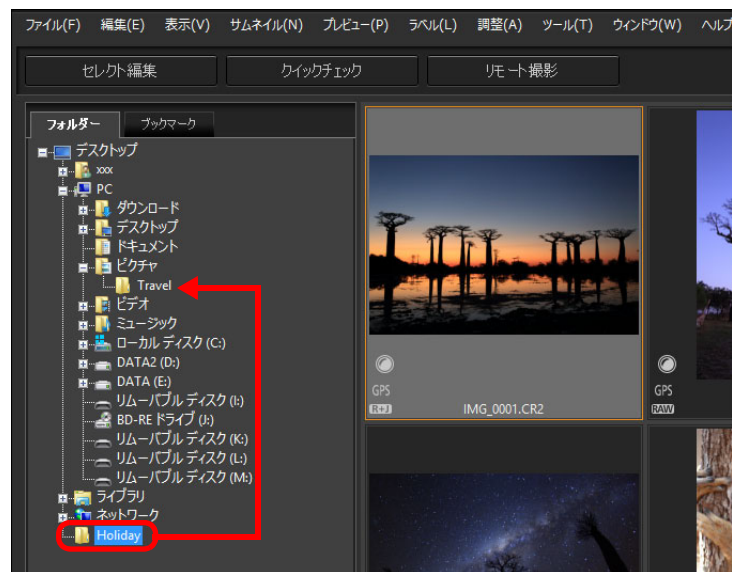 ファイル(F) 編集(E) 表示(V) サムネイル(N) プレビュー(P) ラベル(L) 調整(A) ツール(T) ウィンドウ(W) ヘルプ
セレクト編集 クイックチェック リモート撮影
フォルダー ブックマーク
デスクトップ
xxx
PC
ダウンロード
デスクトップ
ドキュメント
ピクチャ
Travel
ビデオ
ミュージック
ローカル ディスク (C:)
DATA2 (D:)
DATA (E:)
リムーバブル ディスク (I:)
BD-RE ドライブ (J:)
リムーバブル ディスク (K:)
リムーバブル ディスク (L:)
リムーバブル ディスク (M:)
ライブラリ
ネットワーク
Holiday
GPS
R+J IMG_0001.CR2
GPS
RAW